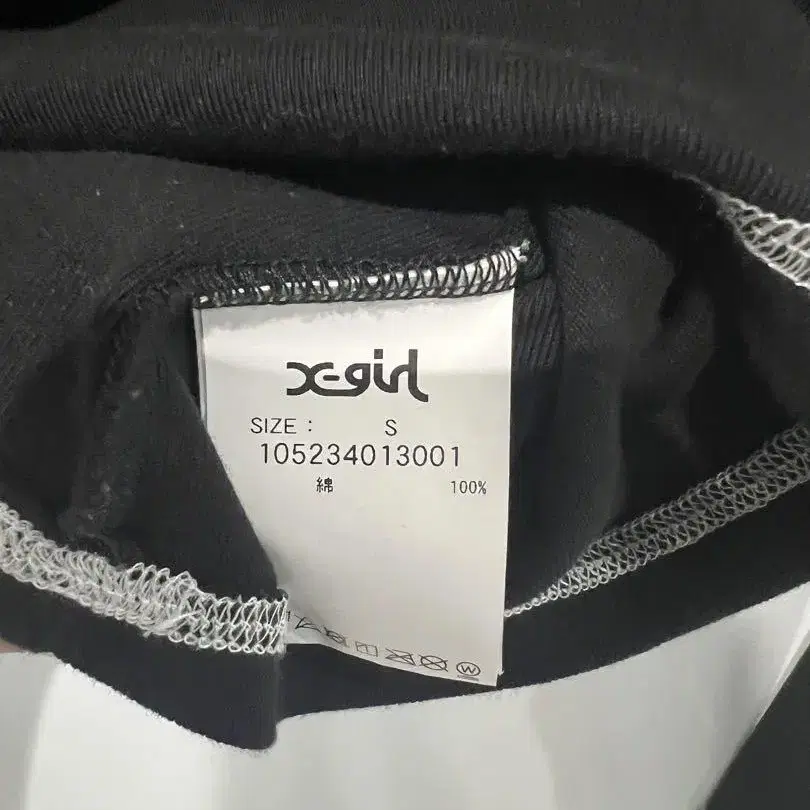 X-girl
SIZE : S
105234013001
綿 100%
W